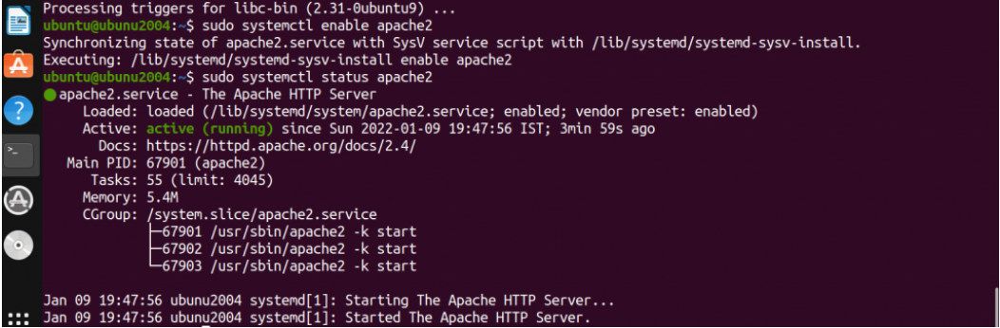 Processing triggers for libc-bin (2.31-0ubuntu9) ...
ubuntu@ubunu2004:~$ sudo systemctl enable apache2
Synchronizing state of apache2.service with SysV service script with /lib/systemd/systemd-sysv-install.
Executing: /lib/systemd/systemd-sysv-install enable apache2
ubuntu@ubunu2004:~$ sudo systemctl status apache2
● apache2.service - The Apache HTTP Server
Loaded: loaded (/lib/systemd/system/apache2.service; enabled; vendor preset: enabled)
Active: active (running) since Sun 2022-01-09 19:47:56 IST; 3min 59s ago
Docs: https://httpd.apache.org/docs/2.4/
Main PID: 67901 (apache2)
Tasks: 55 (limit: 4045)
Memory: 5.4M
CGroup: /system.slice/apache2.service
├─67901 /usr/sbin/apache2 -k start
├─67902 /usr/sbin/apache2 -k start
└─67903 /usr/sbin/apache2 -k start
Jan 09 19:47:56 ubunu2004 systemd[1]: Starting The Apache HTTP Server...
Jan 09 19:47:56 ubunu2004 systemd[1]: Started The Apache HTTP Server.